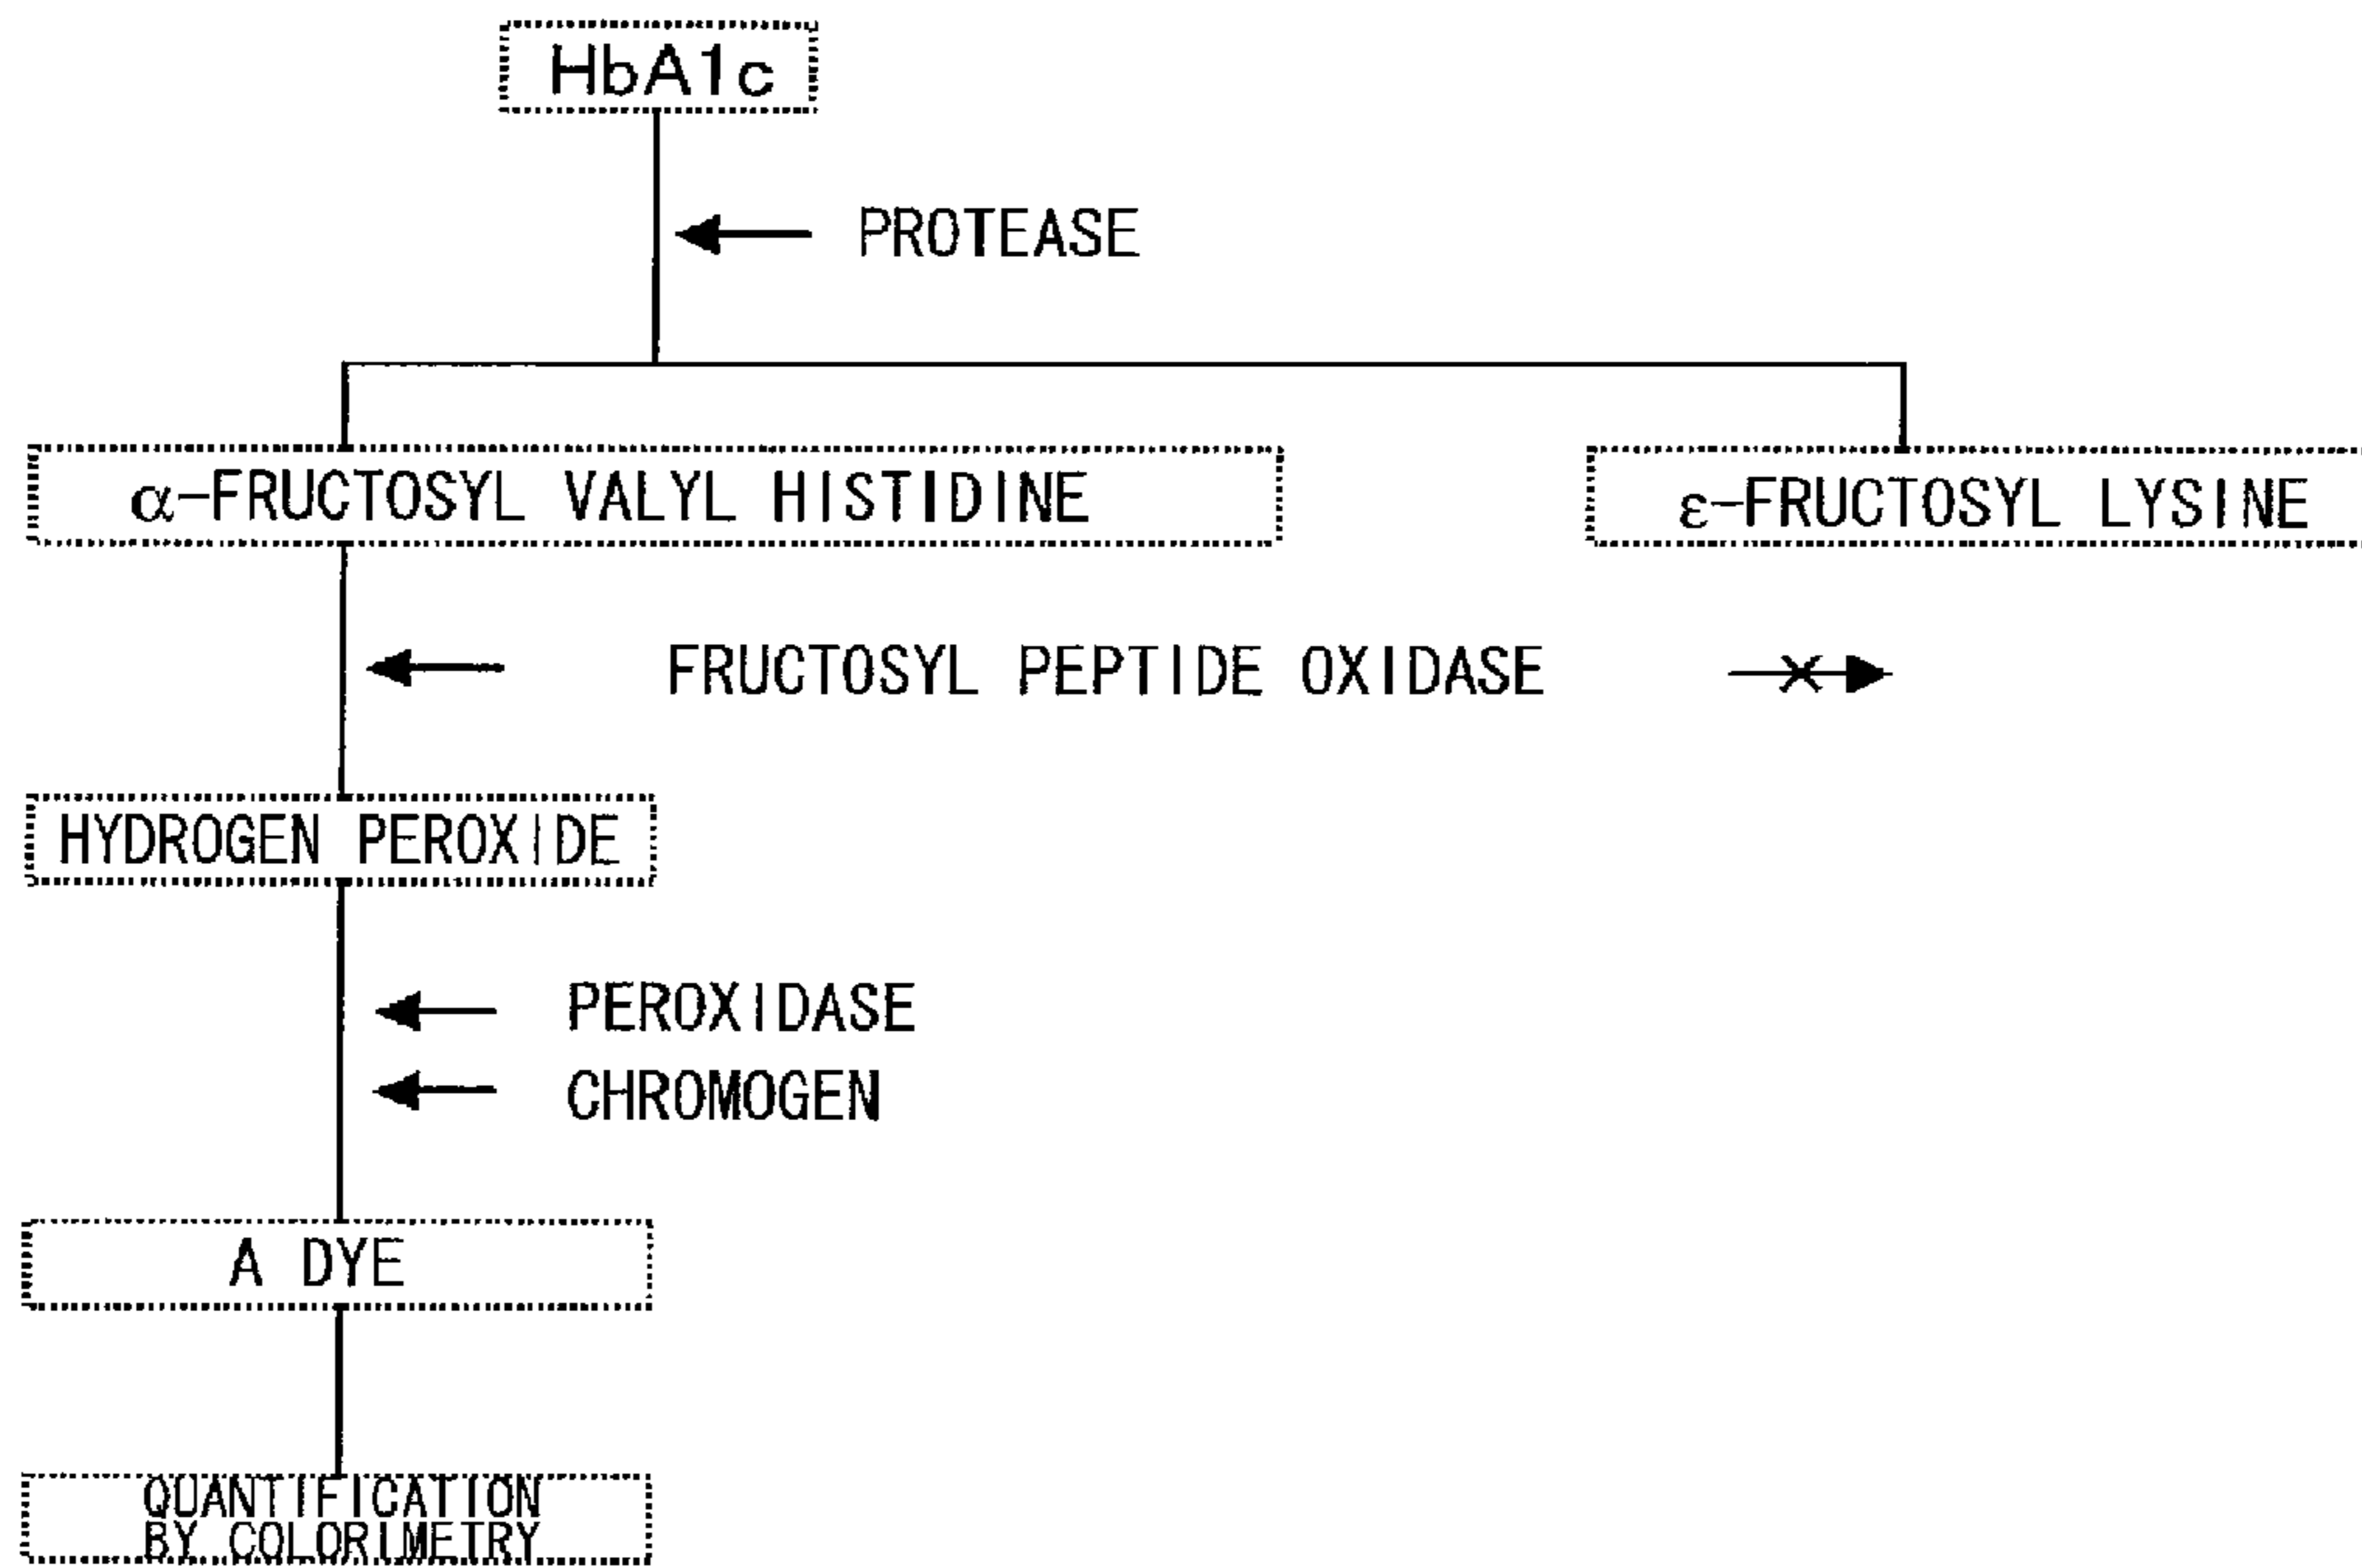 HbA1c
PROTEASE
α-FRUCTOSYL VALYL HISTIDINE
ε-FRUCTOSYL LYSINE
FRUCTOSYL PEPTIDE OXIDASE
HYDROGEN PEROXIDE
PEROXIDASE
CHROMOGEN
A DYE
QUANTIFICATION
BY COLORIMETRY